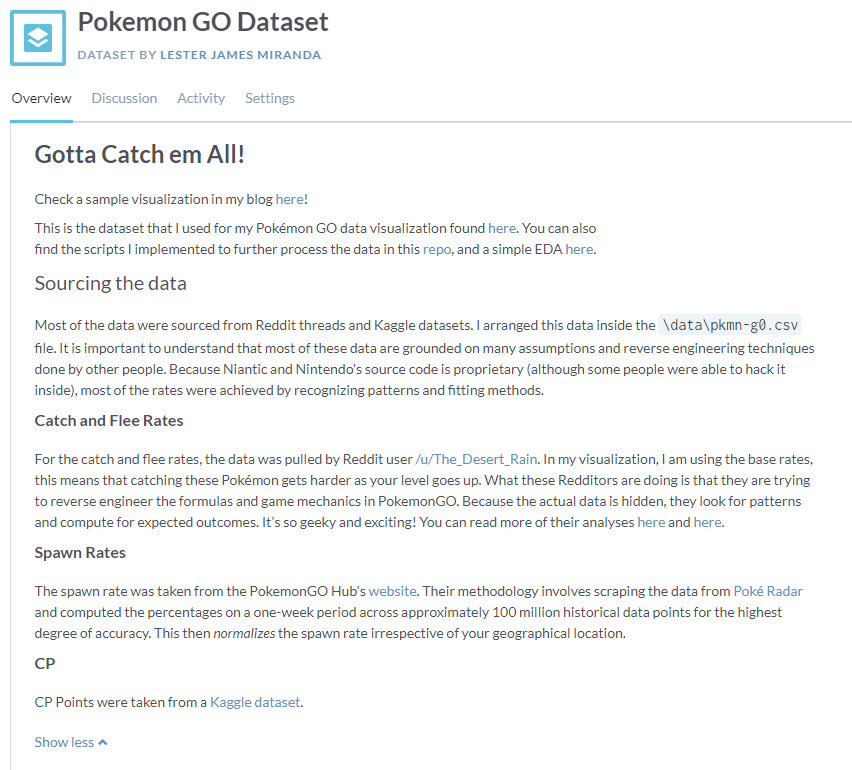 Pokemon GO Dataset
DATASET BY LESTER JAMES MIRANDA
Overview Discussion Activity Settings
Gotta Catch em All!
Check a sample visualization in my blog here!
This is the dataset that I used for my Pokémon GO data visualization found here. You can also
find the scripts I implemented to further process the data in this repo, and a simple EDA here.
Sourcing the data
Most of the data were sourced from Reddit threads and Kaggle datasets. I arranged this data inside the \data\pkmn-g0.csv
file. It is important to understand that most of these data are grounded on many assumptions and reverse engineering techniques
done by other people. Because Niantic and Nintendo's source code is proprietary (although some people were able to hack it
inside), most of the rates were achieved by recognizing patterns and fitting methods.
Catch and Flee Rates
For the catch and flee rates, the data was pulled by Reddit user /u/The_Desert_Rain. In my visualization, I am using the base rates,
this means that catching these Pokémon gets harder as your level goes up. What these Redditors are doing is that they are trying
to reverse engineer the formulas and game mechanics in PokemonGO. Because the actual data is hidden, they look for patterns
and compute for expected outcomes. It's so geeky and exciting! You can read more of their analyses here and here.
Spawn Rates
The spawn rate was taken from the PokemonGO Hub's website. Their methodology involves scraping the data from Poké Radar
and computed the percentages on a one-week period across approximately 100 million historical data points for the highest
degree of accuracy. This then normalizes the spawn rate irrespective of your geographical location.
CP
CP Points were taken from a Kaggle dataset.
Show less